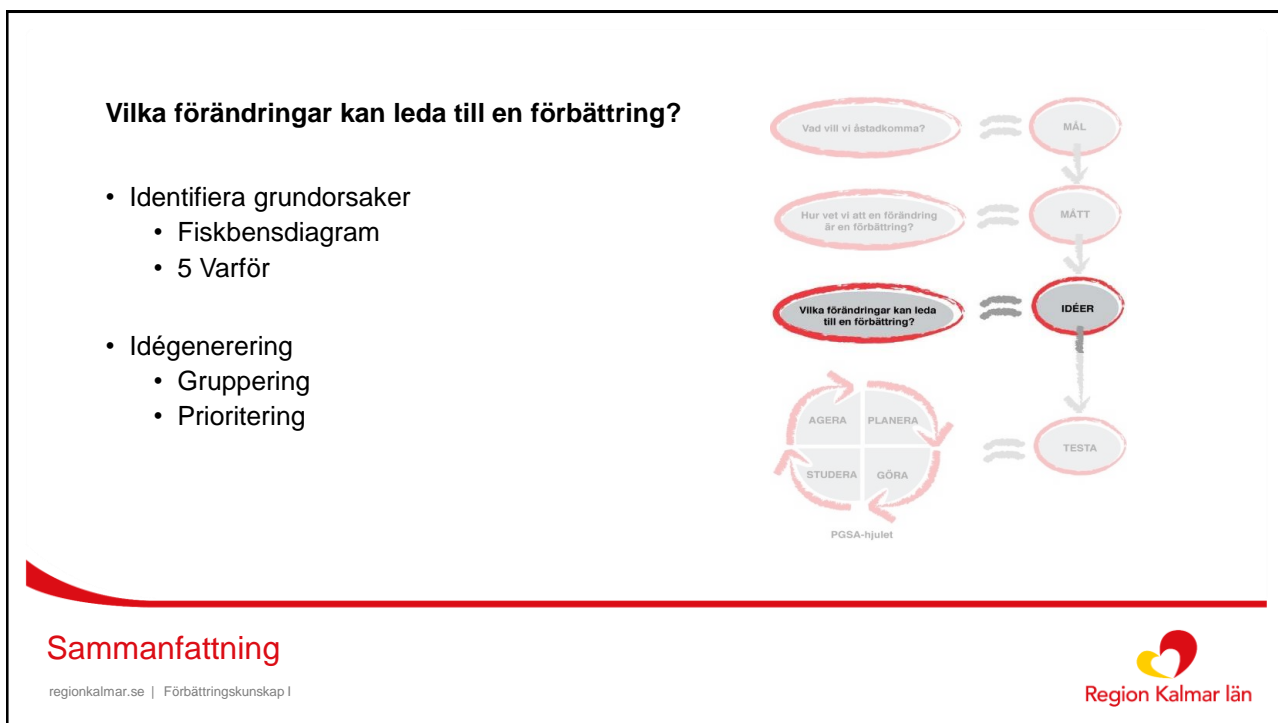 Vilka förändringar kan leda till en förbättring?
• Identifiera grundorsaker
• Fiskbensdiagram
• 5 Varför
• Idégenerering
• Gruppering
• Prioritering
Vad vill vi åstadkomma?
MÅL
Hur vet vi att en förändring
är en förbättring?
MÅTT
Vilka förändringar kan leda
till en förbättring?
IDÉER
AGERA
PLANERA
STUDERA
GÖRA
TESTA
PGSA-hjulet
Sammanfattning
regionkalmar.se | Förbättringskunskap I
Region Kalmar län